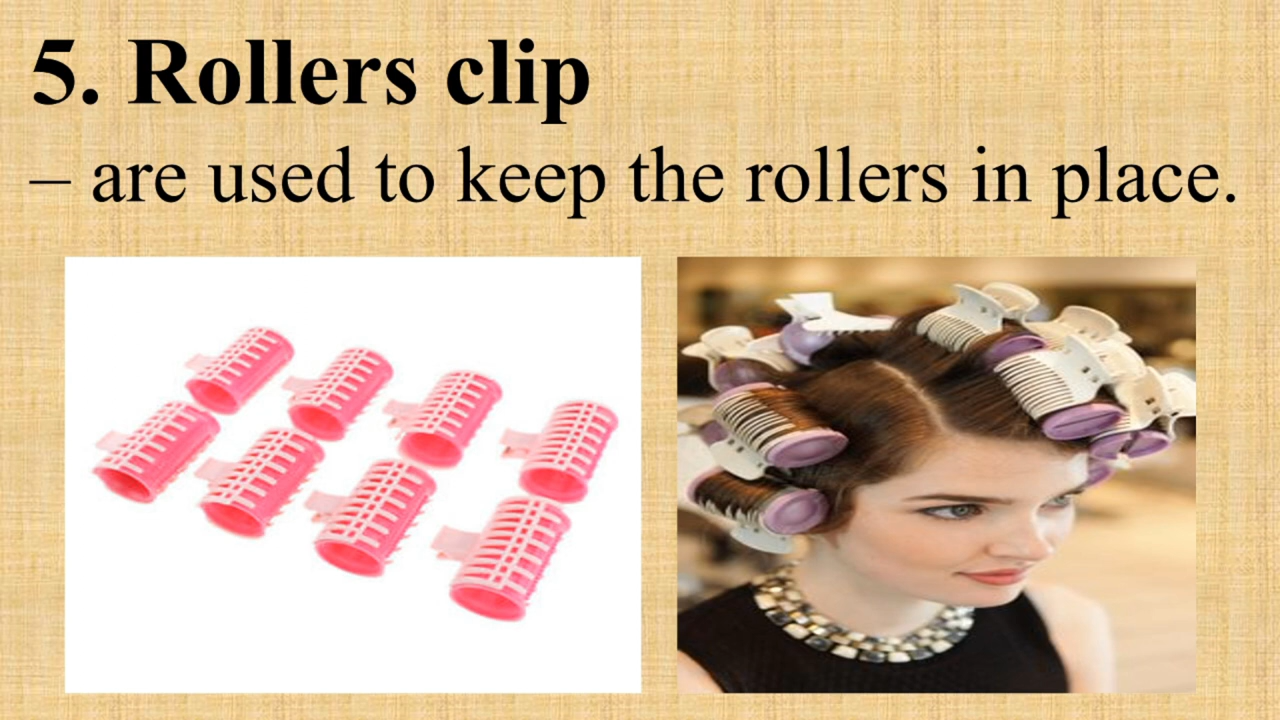 5. Rollers clip
– are used to keep the rollers in place.